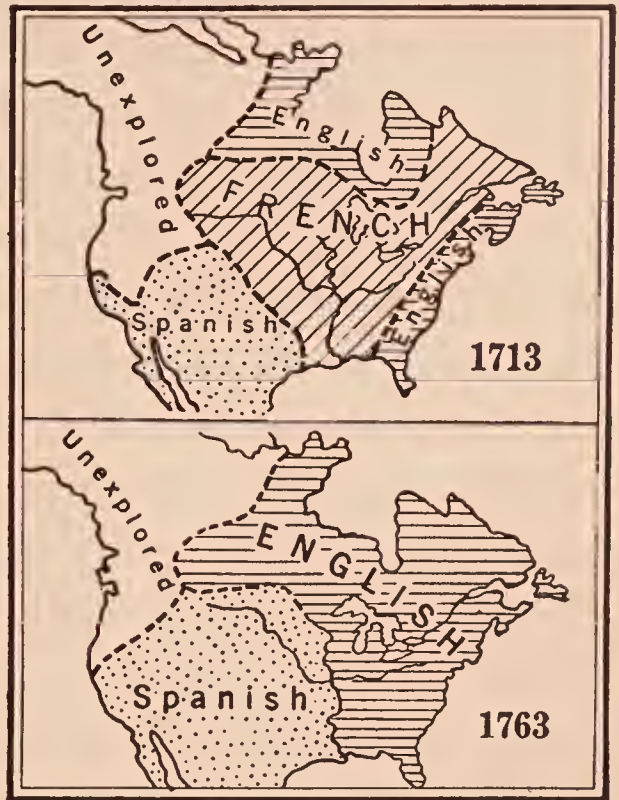 Unexplored
English
FRENCH
English
Spanish
1713
Unexplored
ENGLISH
Spanish
1763